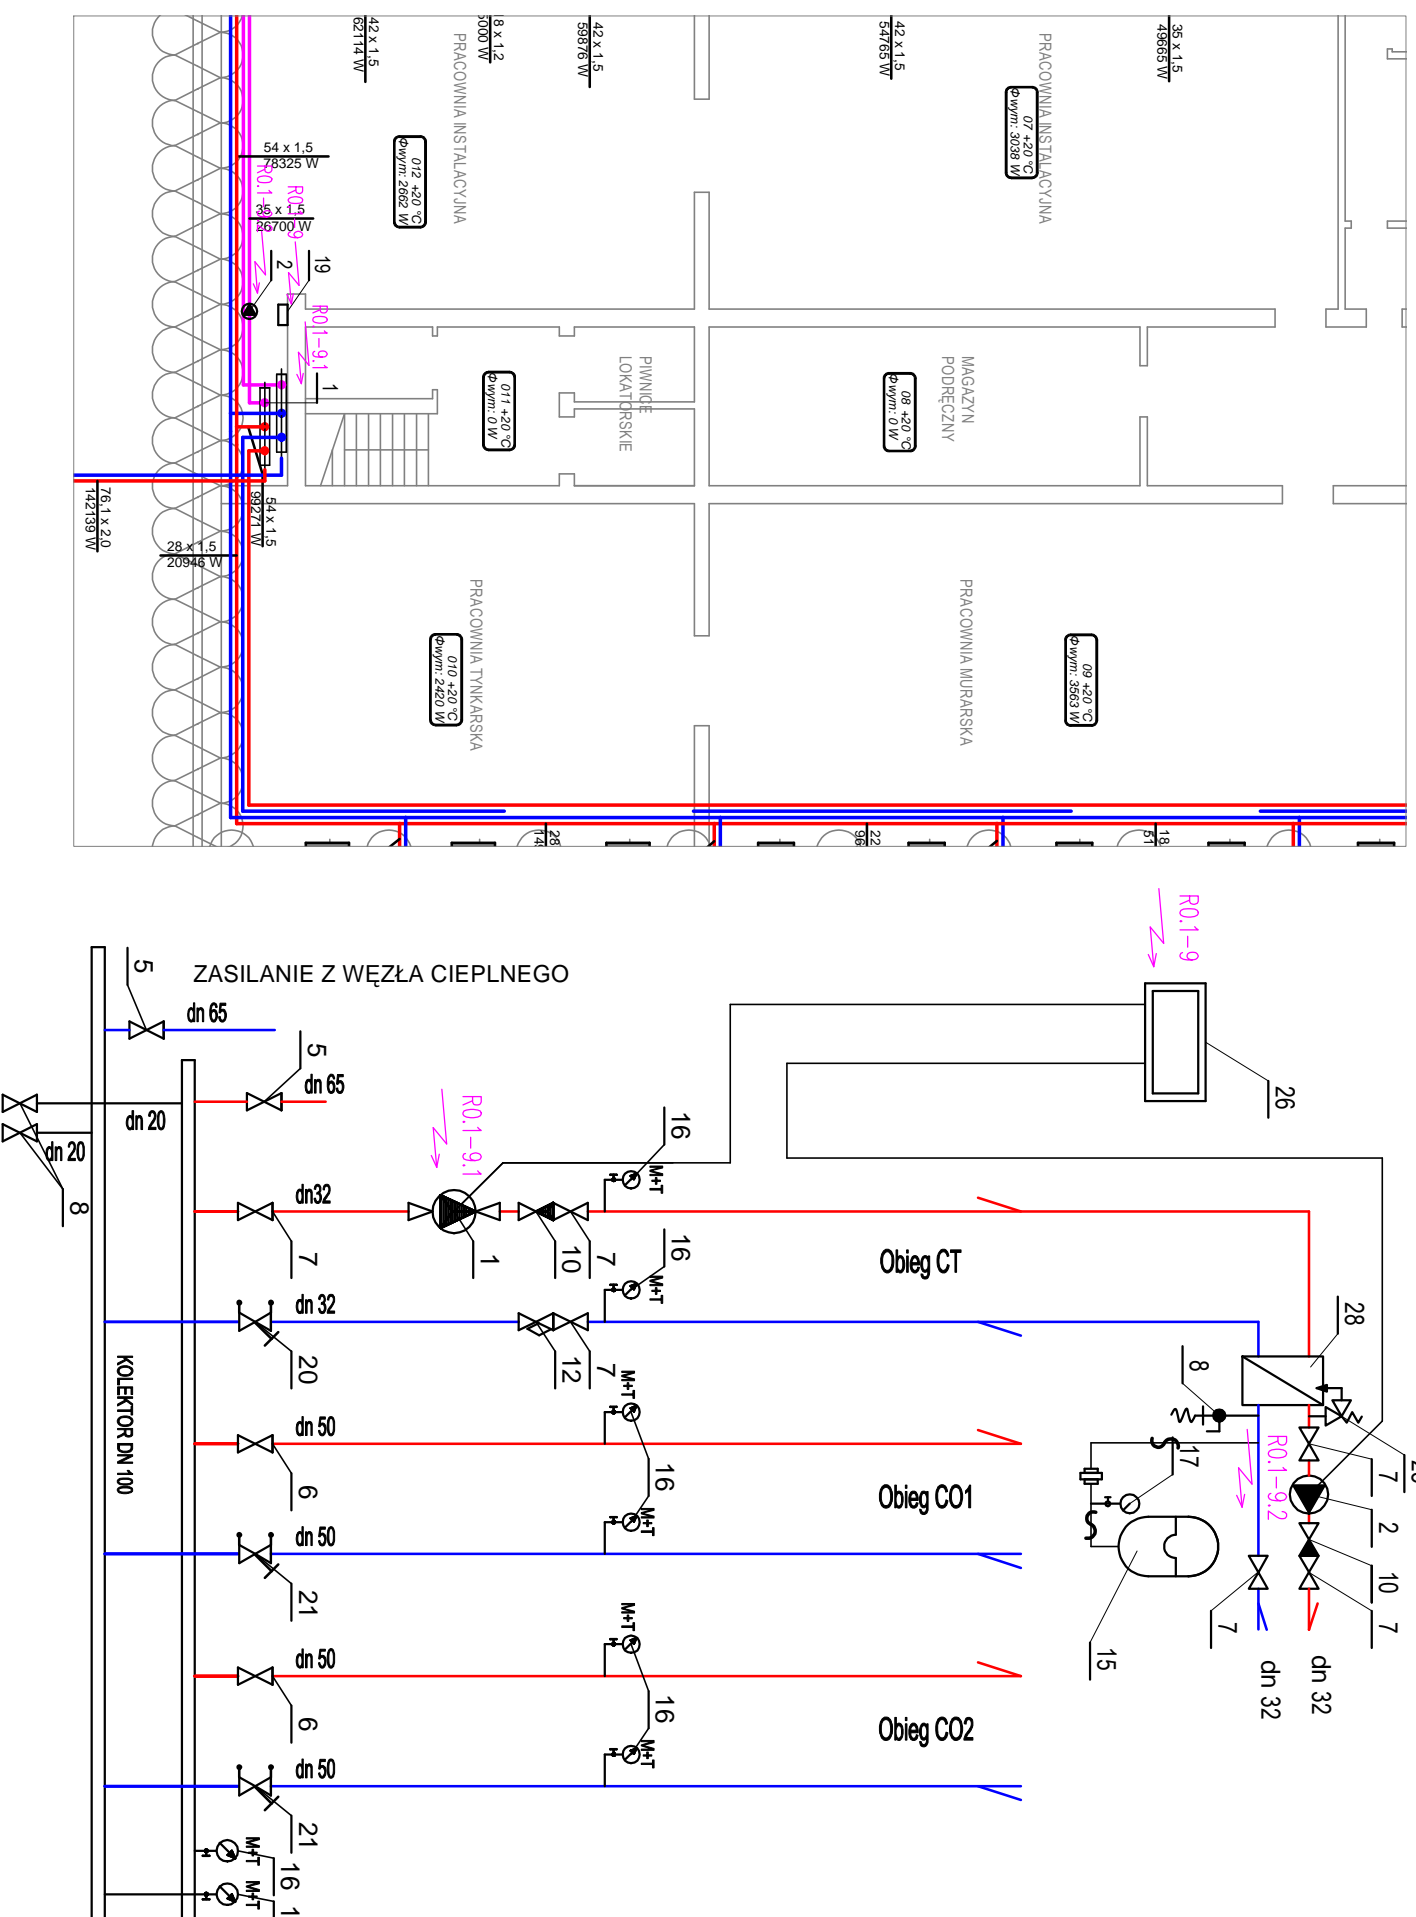 42 x 1,5
62114 W
8 x 1,2
5000 W
42 x 1,5
59876 W
42 x 1,5
54765 W
35 x 1,5
49665 W
PRACOWNIA INSTALACYJNA
PRACOWNIA INSTALACYJNA
012 +20 °C
Φwym: 2662 W
07 +20 °C
Φwym: 3038 W
54 x 1,5
78325 W
35 x 1,5
26700 W
R0.1-9
R0.1-9.1
2
19
1
PIWNICE
LOKATORSKIE
MAGAZYN
PODRĘCZNY
011 +20 °C
Φwym: 0 W
08 +20 °C
Φwym: 0 W
76,1 x 2,0
142139 W
54 x 1,5
99271 W
28 x 1,5
20946 W
PRACOWNIA TYNKARSKA
PRACOWNIA MURARSKA
010 +20 °C
Φwym: 2420 W
09 +20 °C
Φwym: 3563 W
28
22
96
18
51
R0.1-9
26
ZASILANIE Z WĘZŁA CIEPLNEGO
5
dn 65
5
dn 65
dn 20
dn 20
8
R0.1-9.1
16
M+T
dn32
7
1
10
7
Obieg CT
16
M+T
dn 32
20
12
7
28
8
17
R0.1-9.2
7
2
10
7
7
15
dn 32
dn 32
KOLEKTOR DN 100
M+T
dn 50
6
16
Obieg CO1
M+T
dn 50
21
M+T
dn 50
6
16
Obieg CO2
M+T
dn 50
21
M+T
16
M+T